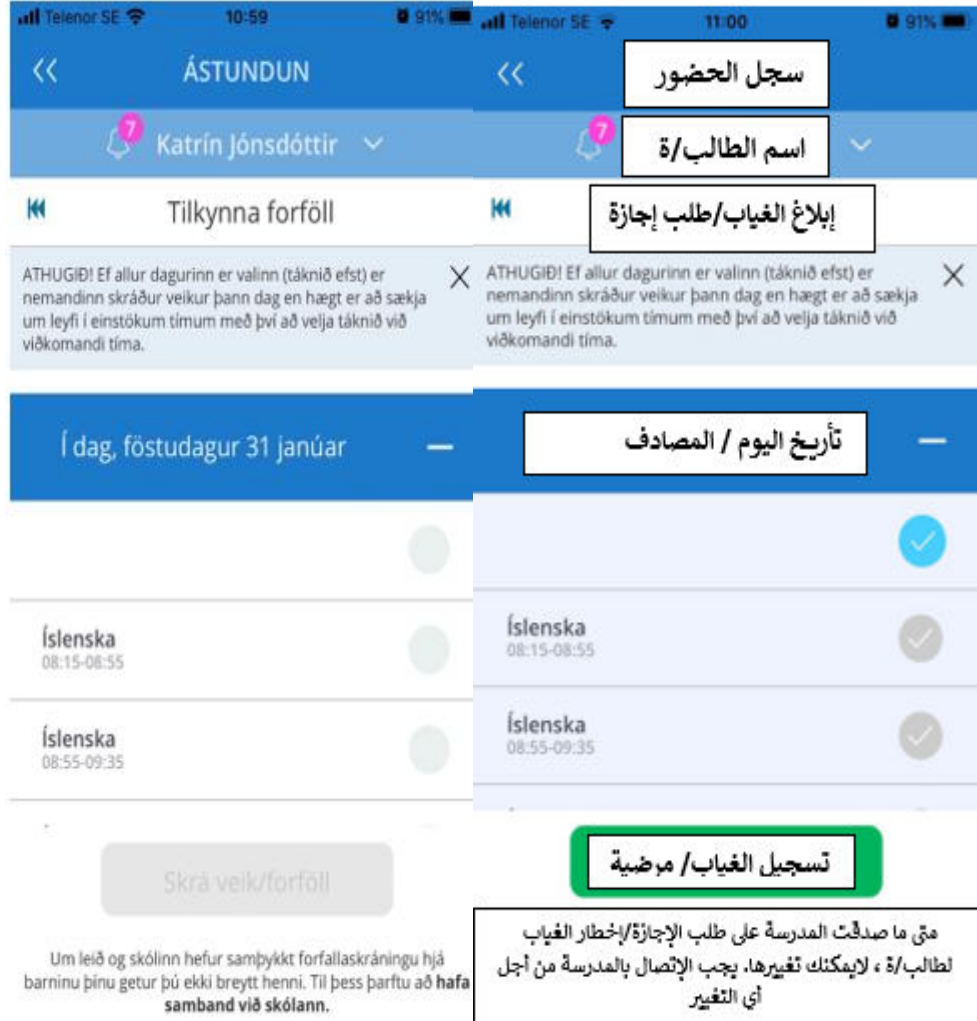 Telenor SE 10:59 91%
ÁSTUNDUN
7 Katrín Jónsdóttir
Tilkynna forföll
ATHUGIÐ! Ef allur dagurinn er valinn (táknið efst) er
nemandinn skráður veikur þann dag en hægt er að sækja
um leyfi í einstökum tímum með því að velja táknið við
viðkomandi tíma.
Í dag, föstudagur 31 janúar
Íslenska
08:15-08:55
Íslenska
08:55-09:35
Skrá veik/forföll
Um leið og skólinn hefur samþykkt forfallaskráningu hjá
barninu þínu getur þú ekki breytt henni. Til þess þarftu að hafa
samband við skólann.
Telenor SE 11:00 91%
سجل الحضور
7 اسم الطالب/ة
إبلاغ الغياب/طلب إجازة
ATHUGIÐ! Ef allur dagurinn er valinn (táknið efst) er
nemandinn skráður veikur þann dag en hægt er að sækja
um leyfi í einstökum tímum með því að velja táknið við
viðkomandi tíma.
تأريخ اليوم / المصادف
Íslenska
08:15-08:55
Íslenska
08:55-09:35
تسجيل الغياب/ مرضية
متى ما صدقت المدرسة على طلب الإجازة/إخطار الغياب
لطالب/ة ، لايمكنك تغييرها. يجب الإتصال بالمدرسة من أجل
أي التغيير